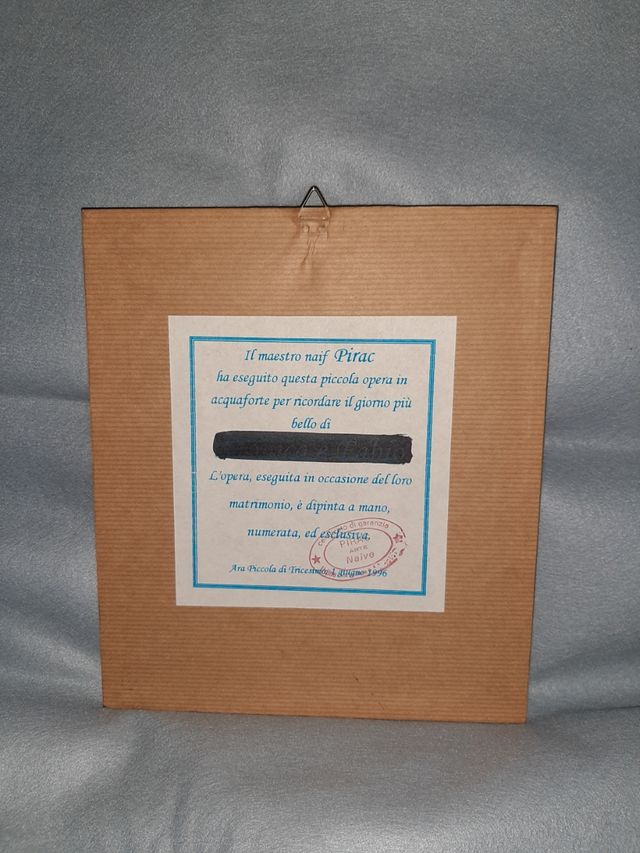 Il maestro naif Pirac
ha eseguito questa piccola opera in
acquaforte per ricordare il giorno più
bello di
L'opera, eseguita in occasione del loro
matrimonio, è dipinta a mano,
numerata, ed esclusiva.
Ara Piccola di Tricesimo, 1 giugno 1996
di garanzia
PIRAC
ARTE
Naive